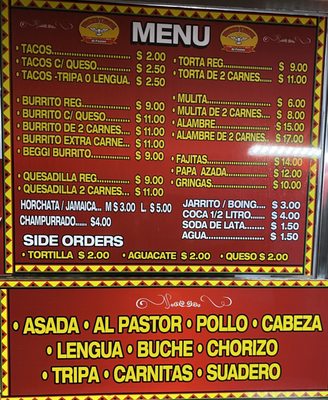 MENU
TACOS.................... $ 2.00
TACOS C/ QUESO.............. $ 2.50
TACOS -TRIPA O LENGUA. $ 2.50
BURRITO REG.................. $ 9.00
BURRITO C/ QUESO......... $ 11.00
BURRITO DE 2 CARNES... $ 11.00
BURRITO EXTRA CARNE... $ 11.00
BEGGI BURRITO............... $ 9.00
QUESADILLA REG............ $ 9.00
QUESADILLA 2 CARNES... $ 11.00
HORCHATA / JAMAICA... M $ 3.00 L $ 5.00
CHAMPURRADO...... $4.00
TORTA REG................ $ 9.00
TORTA DE 2 CARNES.... $ 11.00
MULITA...................... $ 6.00
MULITA DE 2 CARNES... $ 8.00
ALAMBRE.................. $ 15.00
ALAMBRE DE 2 CARNES... $ 17.00
FAJITAS..................... $ 14.00
PAPA AZADA............. $ 12.00
GRINGAS.................. $ 10.00
JARRITO / BOING........ $ 3.00
COCA 1/2 LITRO......... $ 4.00
SODA DE LATA........... $ 1.50
AGUA....................... $ 1.50
SIDE ORDERS
• TORTILLA $ 2.00 • AGUACATE $ 2.00 • QUESO $ 2.00
• ASADA • AL PASTOR • POLLO • CABEZA
• LENGUA • BUCHE • CHORIZO
• TRIPA • CARNITAS • SUADERO